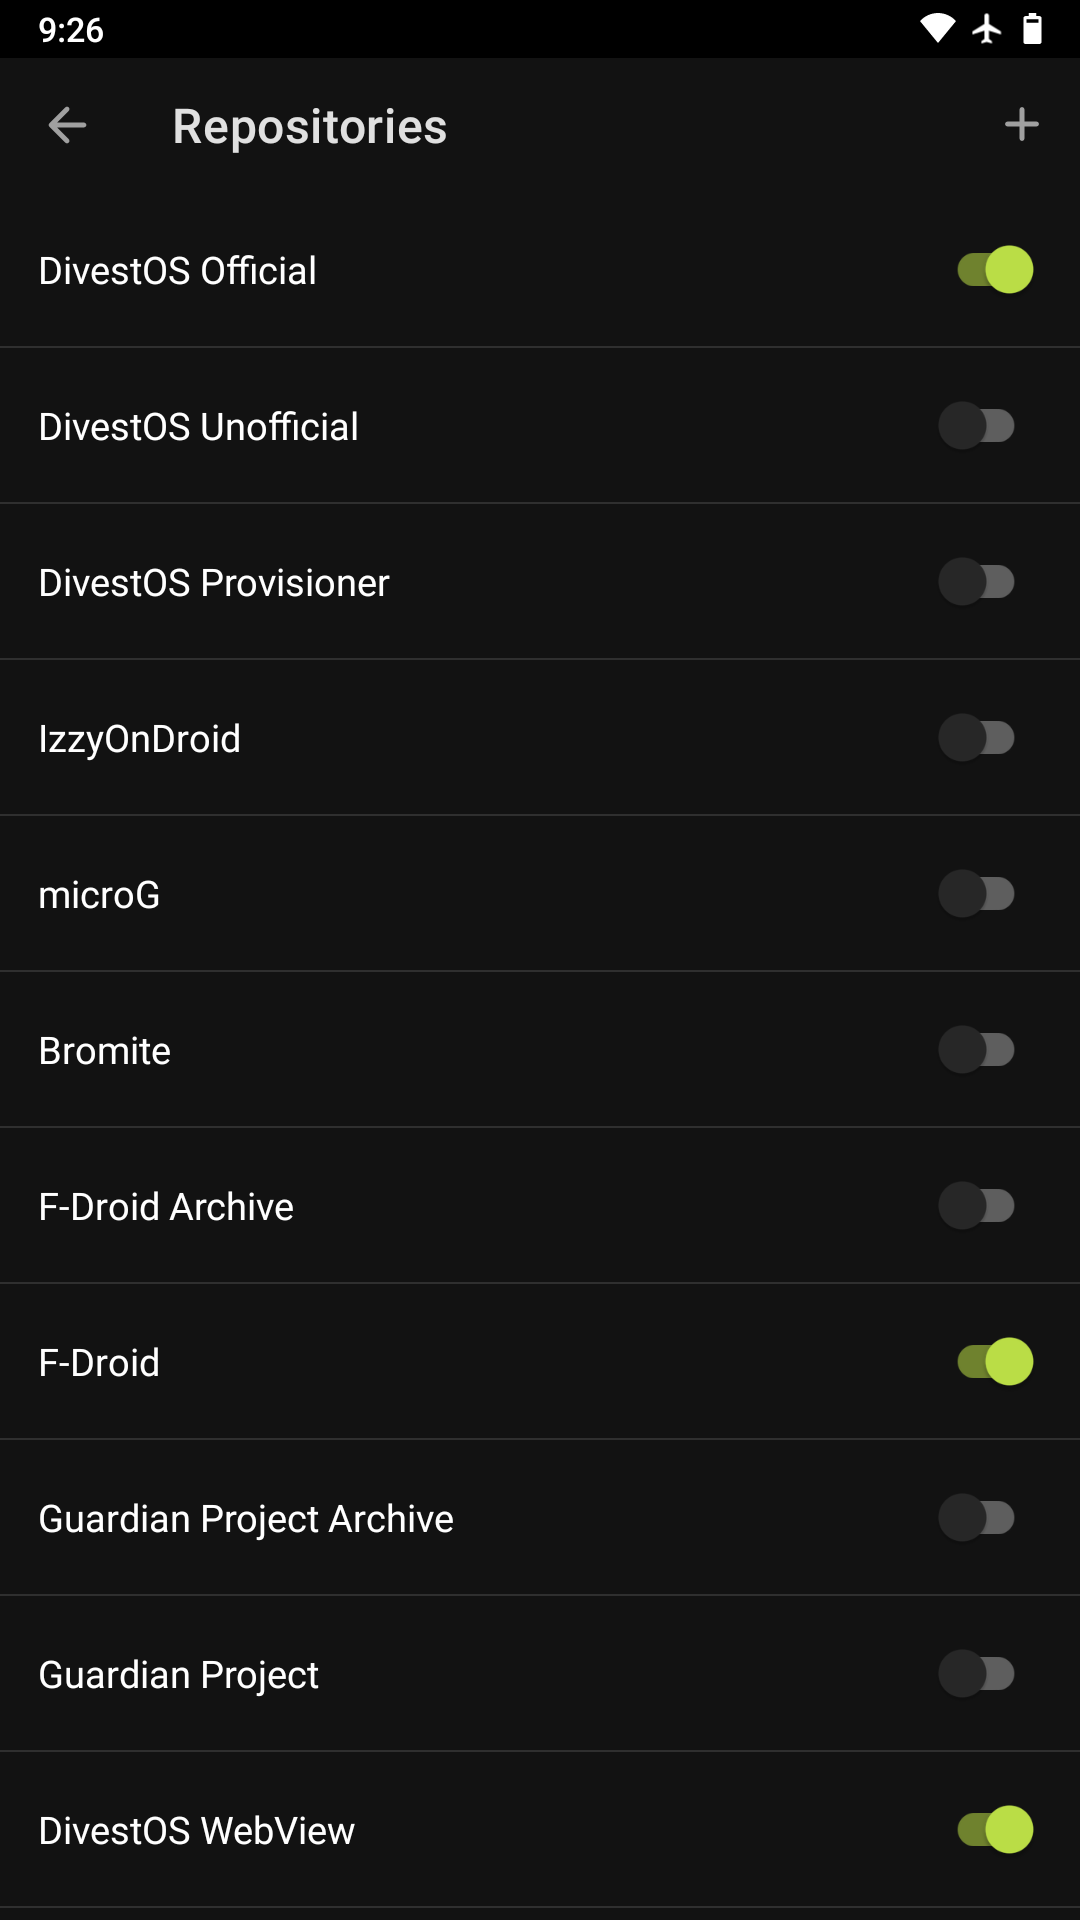 9:26
Repositories
DivestOS Official
DivestOS Unofficial
DivestOS Provisioner
IzzyOnDroid
microG
Bromite
F-Droid Archive
F-Droid
Guardian Project Archive
Guardian Project
DivestOS WebView